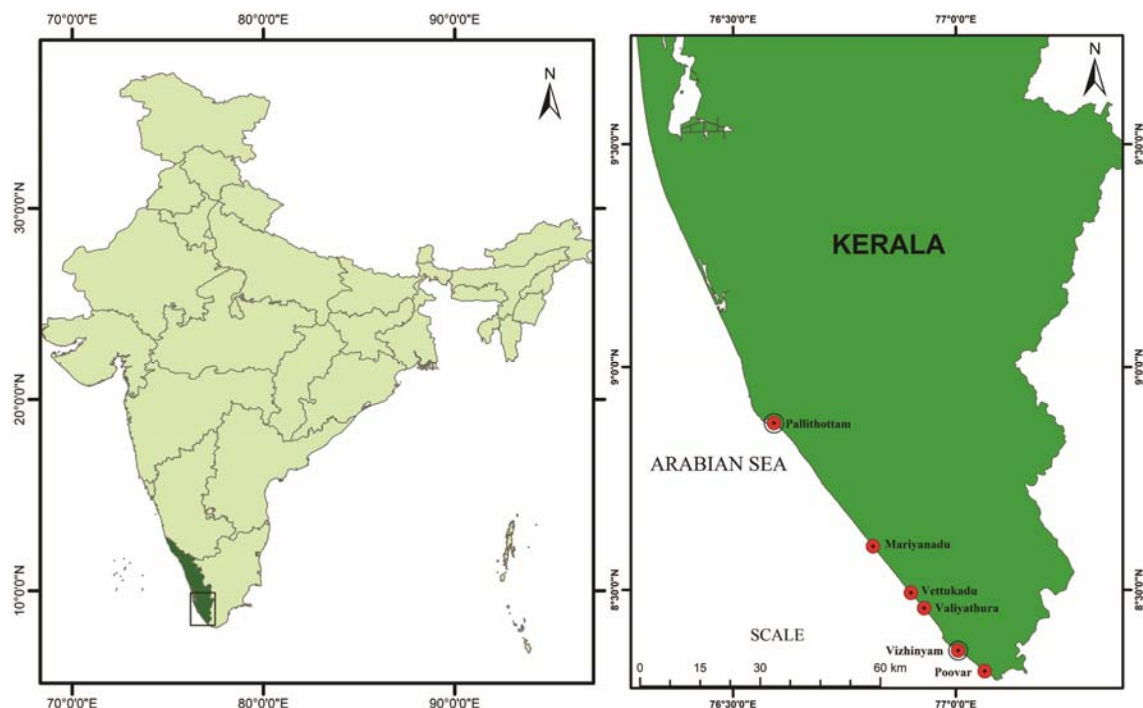 70°0'0"E 80°0'0"E 90°0'0"E
N
30°0'0"N
20°0'0"N
10°0'0"N
70°0'0"E 80°0'0"E 90°0'0"E
76°30'0"E 77°0'0"E
N
9°30'0"N 9°30'0"N
KERALA
9°0'0"N 9°0'0"N
Pallithottam
ARABIAN SEA
Mariyanadu
8°30'0"N 8°30'0"N
Vettukadu
Valiyathura
SCALE
Vizhinyam
0 15 30 60 km
Poovar
76°30'0"E 77°0'0"E